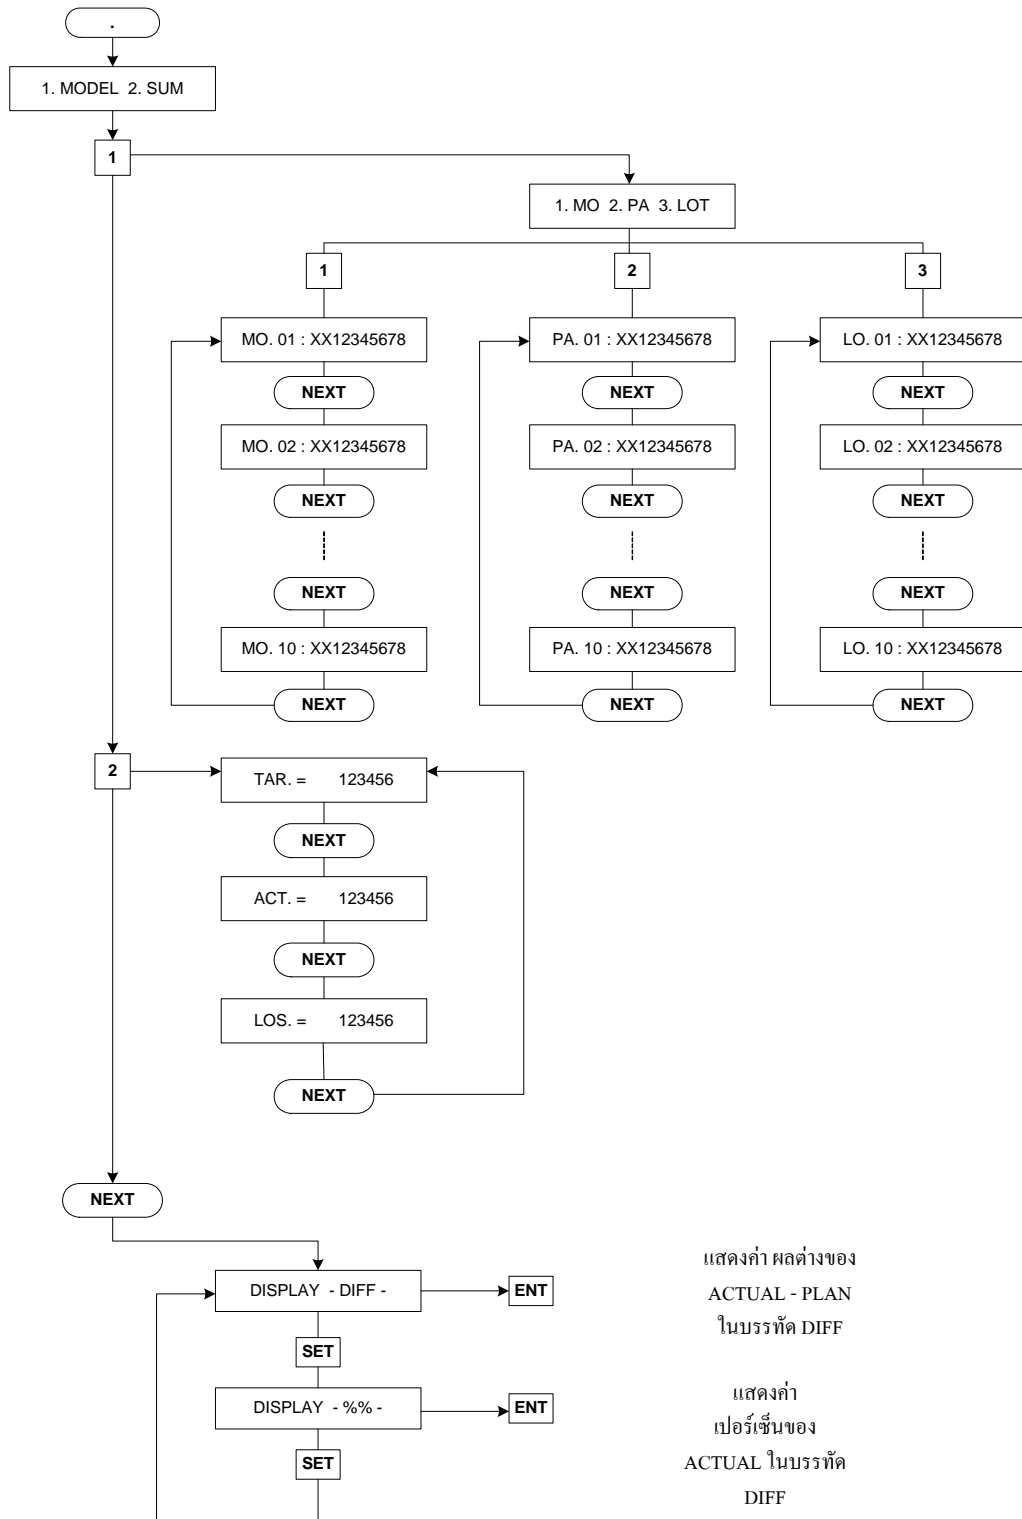 .
1. MODEL 2. SUM
1
1. MO 2. PA 3. LOT
1
2
3
MO. 01 : XX12345678
PA. 01 : XX12345678
LO. 01 : XX12345678
NEXT
NEXT
NEXT
MO. 02 : XX12345678
PA. 02 : XX12345678
LO. 02 : XX12345678
NEXT
NEXT
NEXT
NEXT
NEXT
NEXT
MO. 10 : XX12345678
PA. 10 : XX12345678
LO. 10 : XX12345678
NEXT
NEXT
NEXT
2
TAR. = 123456
NEXT
ACT. = 123456
NEXT
LOS. = 123456
NEXT
NEXT
DISPLAY - DIFF -
ENT
แสดงค่า ผลต่างของ
ACTUAL - PLAN
ในบรรทัด DIFF
SET
DISPLAY - %% -
ENT
แสดงค่า
เปอร์เซ็นของ
ACTUAL ในบรรทัด
DIFF
SET